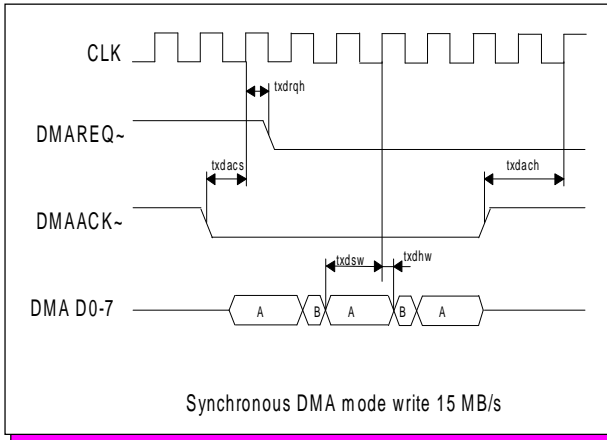 CLK
txdrqh
DMAREQ~
txdacs
txdach
DMAACK~
txdsw
txdhw
DMA D0-7
A B A B A
Synchronous DMA mode write 15 MB/s